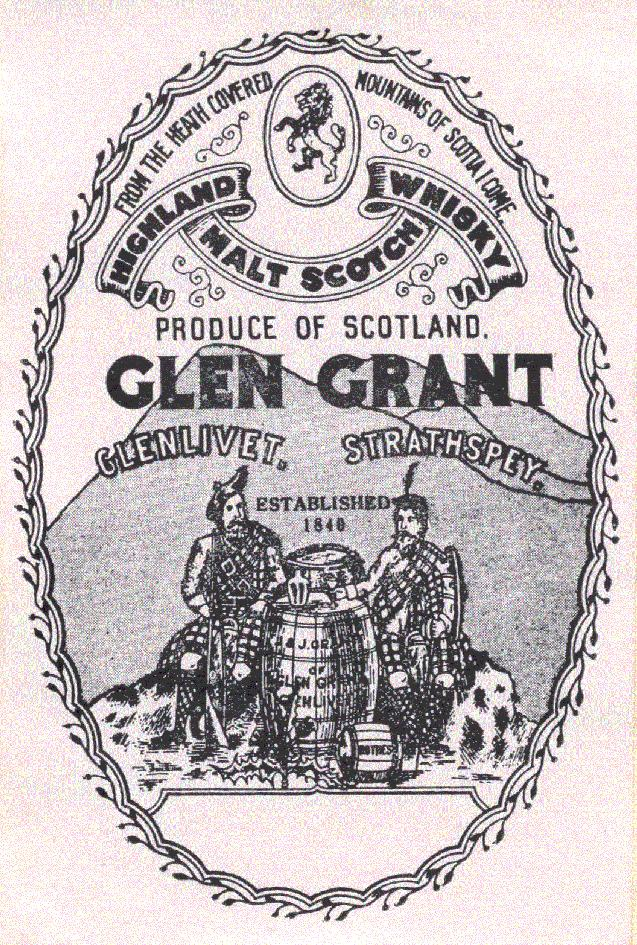 FROM THE HEATH COVERED MOUNTAINS OF SCOTIA I COME
HIGHLAND MALT SCOTCH WHISKY
PRODUCE OF SCOTLAND.
GLEN GRANT
GLENLIVET, STRATHSPEY.
ESTABLISHED
1840
OF